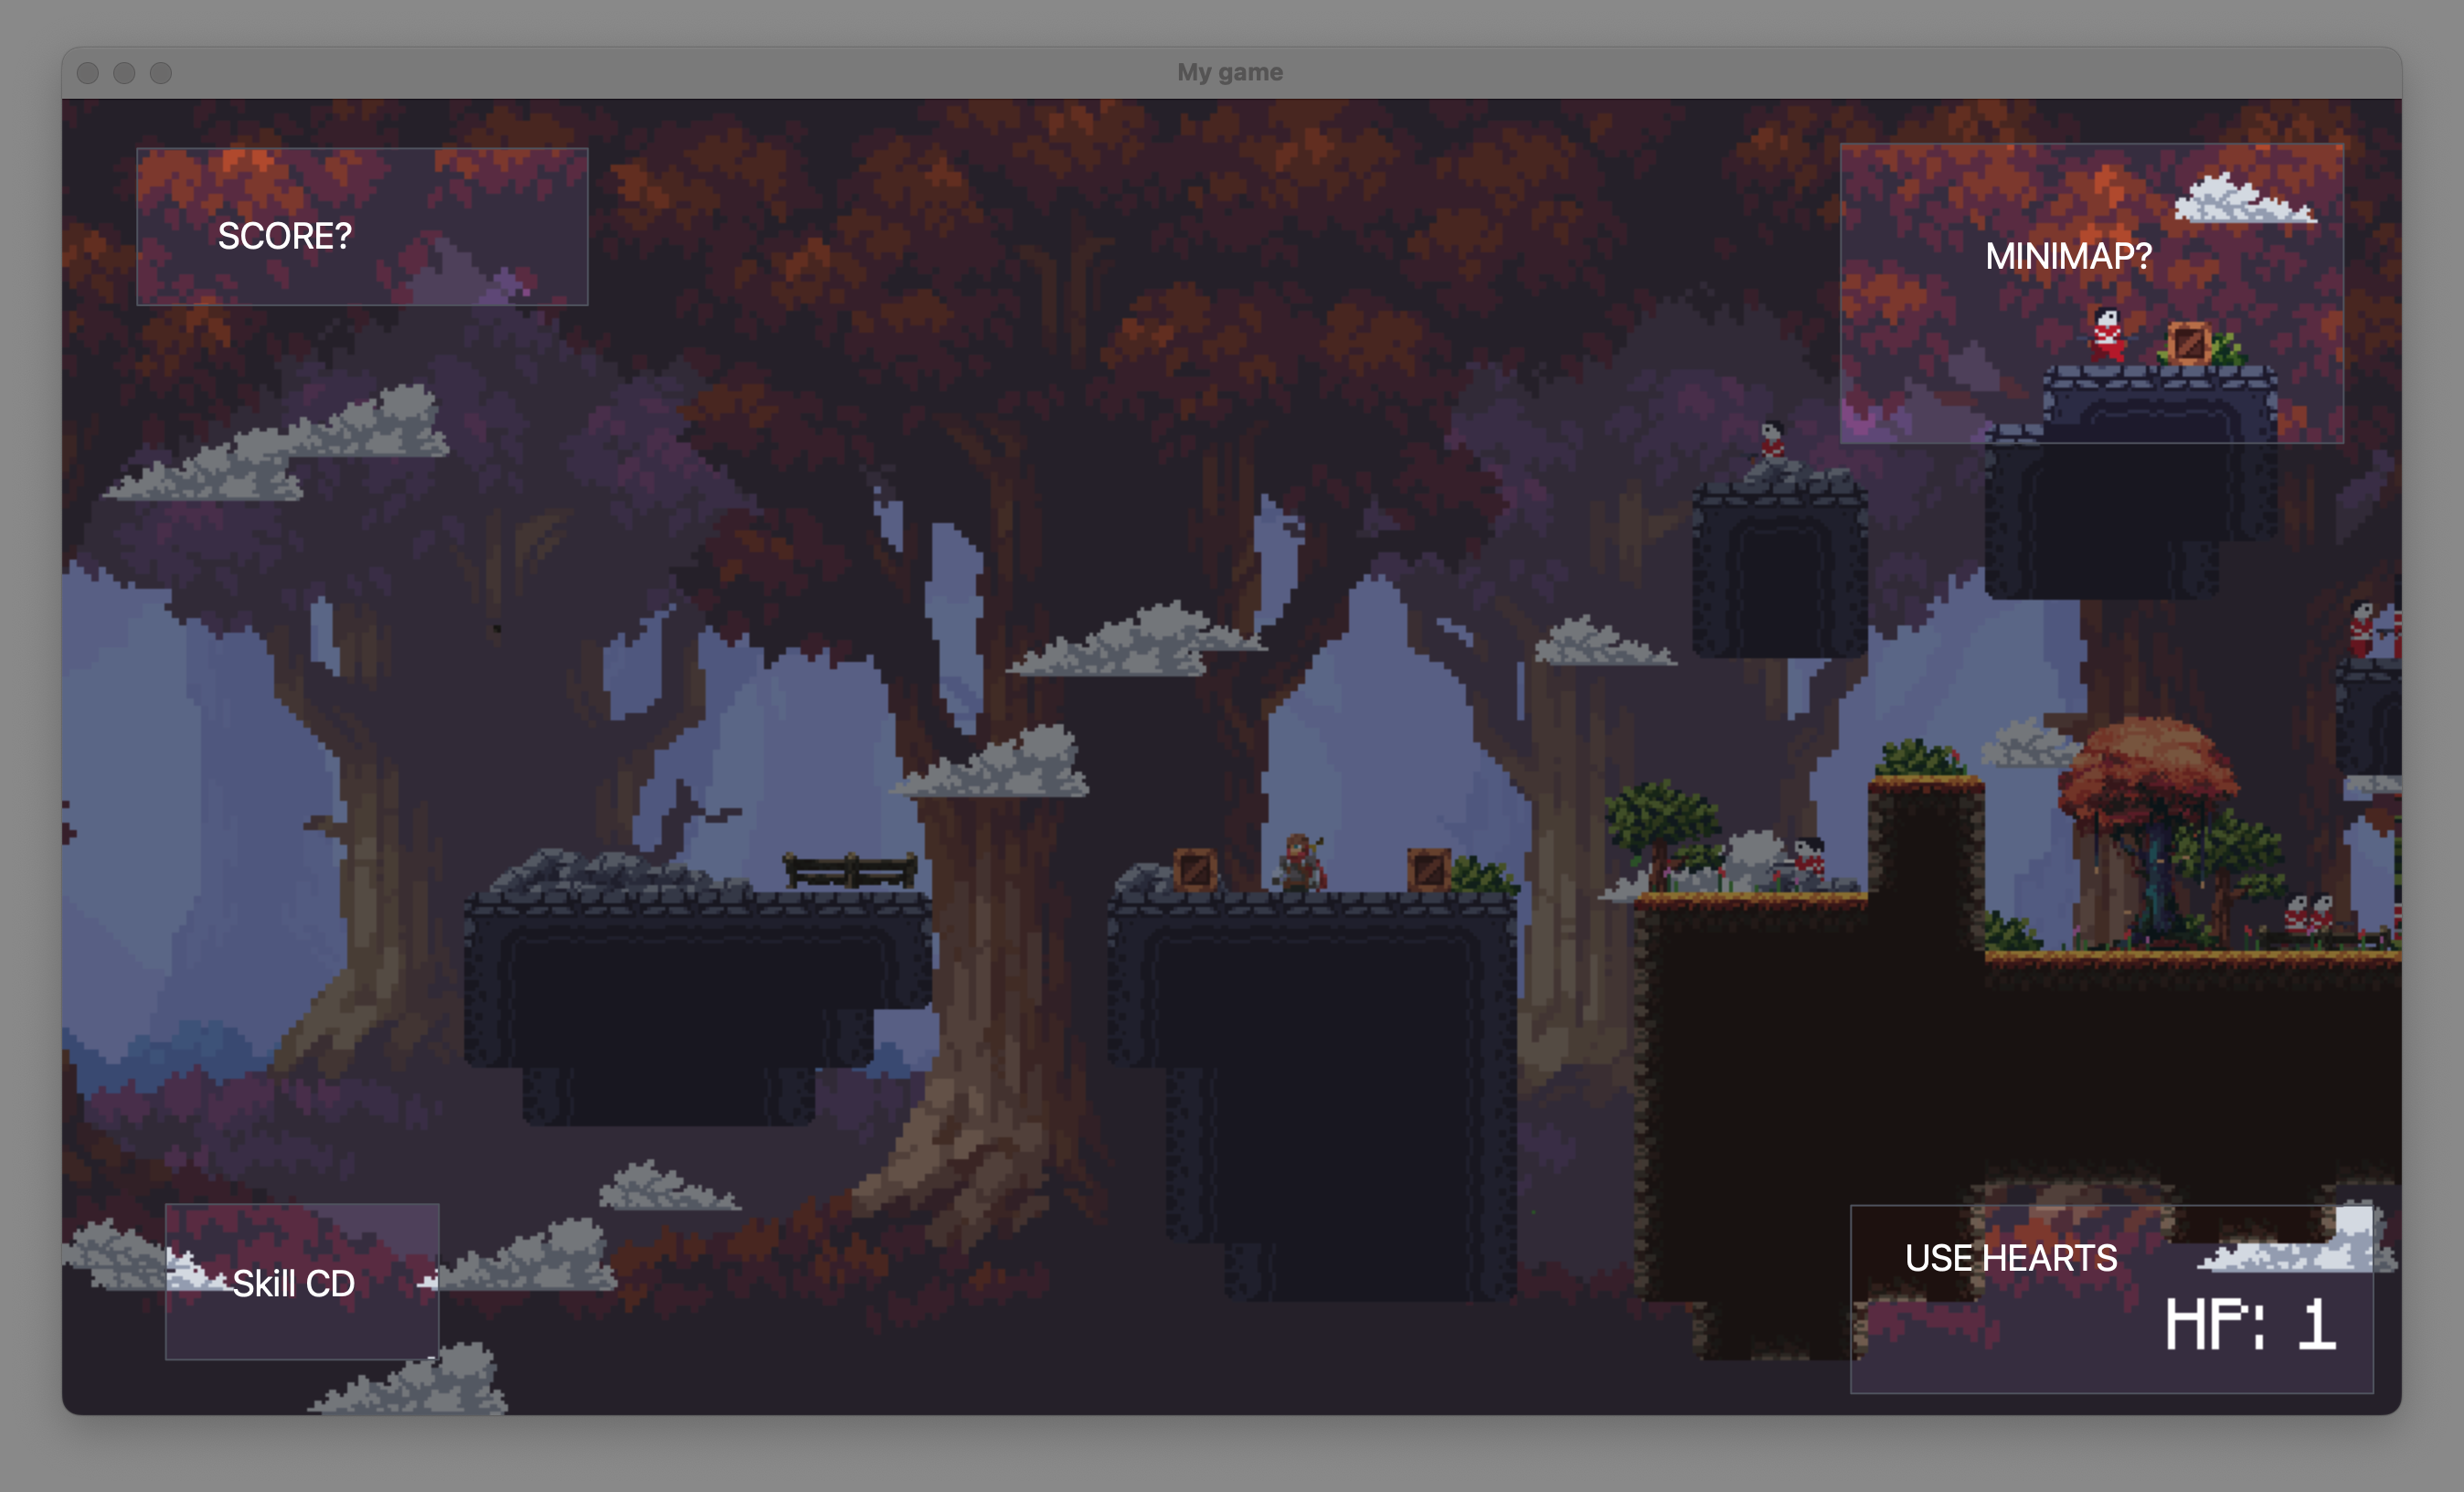 My game
SCORE?
MINIMAP?
Skill CD
USE HEARTS
HP: 1